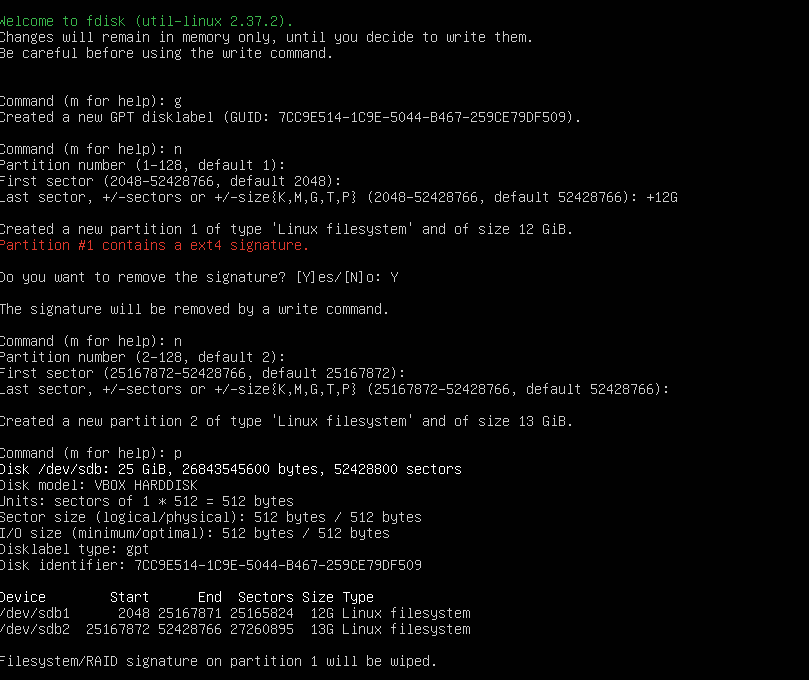 Welcome to fdisk (util-linux 2.37.2).
Changes will remain in memory only, until you decide to write them.
Be careful before using the write command.
Command (m for help): g
Created a new GPT disklabel (GUID: 7CC9E514-1C9E-5044-B467-259CE79DF509).
Command (m for help): n
Partition number (1-128, default 1):
First sector (2048-52428766, default 2048):
Last sector, +/-sectors or +/-size{K,M,G,T,P} (2048-52428766, default 52428766): +12G
Created a new partition 1 of type 'Linux filesystem' and of size 12 GiB.
Partition #1 contains a ext4 signature.
Do you want to remove the signature? [Y]es/[N]o: Y
The signature will be removed by a write command.
Command (m for help): n
Partition number (2-128, default 2):
First sector (25167872-52428766, default 25167872):
Last sector, +/-sectors or +/-size{K,M,G,T,P} (25167872-52428766, default 52428766):
Created a new partition 2 of type 'Linux filesystem' and of size 13 GiB.
Command (m for help): p
Disk /dev/sdb: 25 GiB, 26843545600 bytes, 52428800 sectors
Disk model: VBOX HARDDISK
Units: sectors of 1 * 512 = 512 bytes
Sector size (logical/physical): 512 bytes / 512 bytes
I/O size (minimum/optimal): 512 bytes / 512 bytes
Disklabel type: gpt
Disk identifier: 7CC9E514-1C9E-5044-B467-259CE79DF509
Device Start End Sectors Size Type
/dev/sdb1 2048 25167871 25165824 12G Linux filesystem
/dev/sdb2 25167872 52428766 27260895 13G Linux filesystem
Filesystem/RAID signature on partition 1 will be wiped.